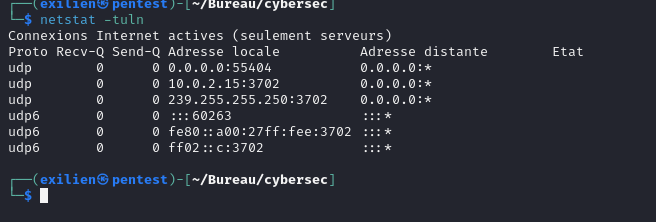 ┌──(exilien㉿pentest)-[~/Bureau/cybersec]
└─$ netstat -tuln
Connexions Internet actives (seulement serveurs)
Proto Recv-Q Send-Q Adresse locale          Adresse distante        Etat
udp        0      0 0.0.0.0:55404           0.0.0.0:*
udp        0      0 10.0.2.15:3702          0.0.0.0:*
udp        0      0 239.255.255.250:3702    0.0.0.0:*
udp6       0      0 :::60263                :::*
udp6       0      0 fe80::a00:27ff:fee:3702 :::*
udp6       0      0 ff02::c:3702            :::*
┌──(exilien㉿pentest)-[~/Bureau/cybersec]
└─$